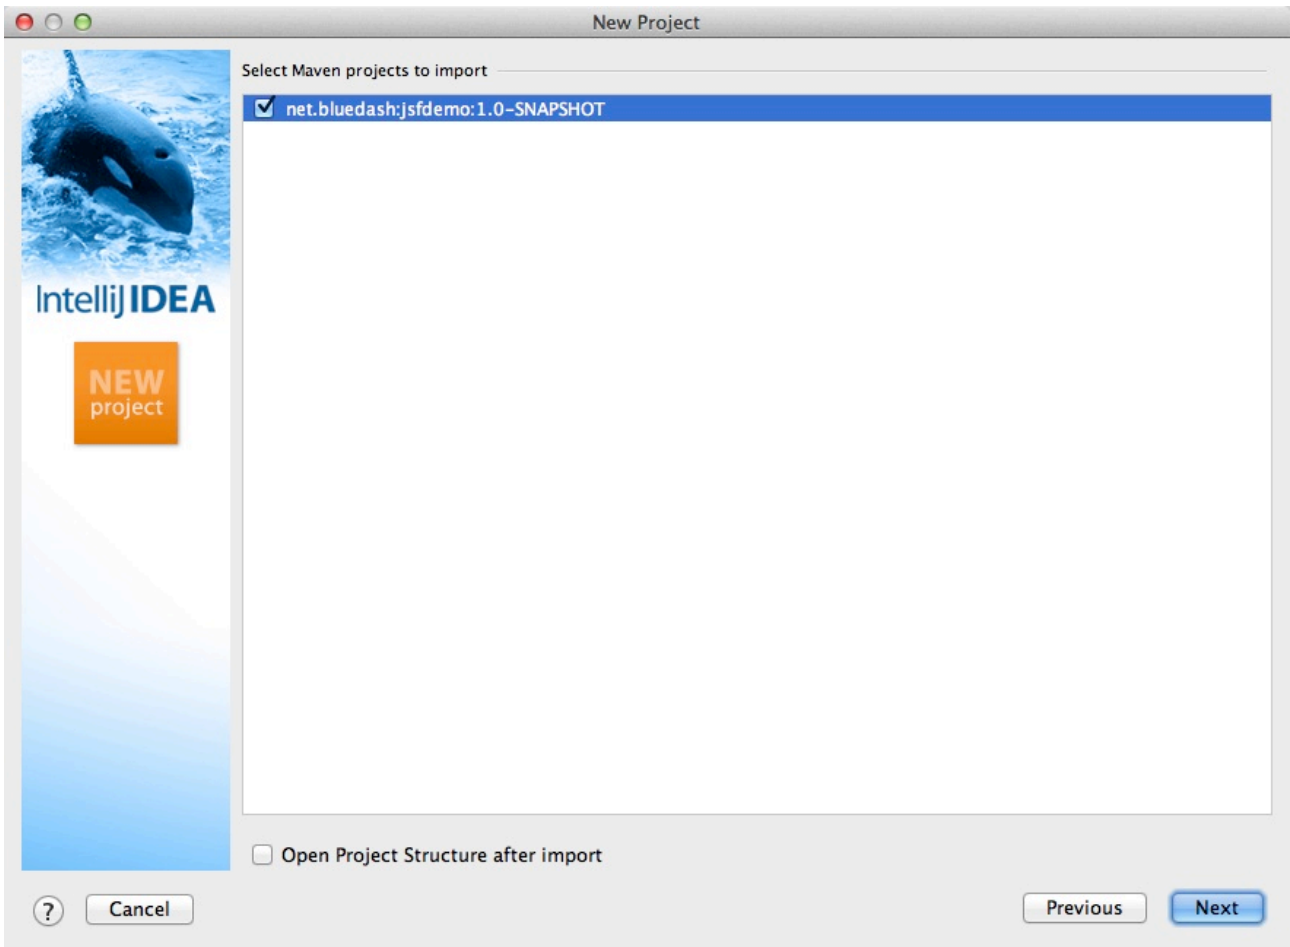 New Project
Select Maven projects to import
net.bluedash:jsfdemo:1.0-SNAPSHOT
IntelliJ IDEA
NEW
project
Open Project Structure after import
?
Cancel
Previous
Next